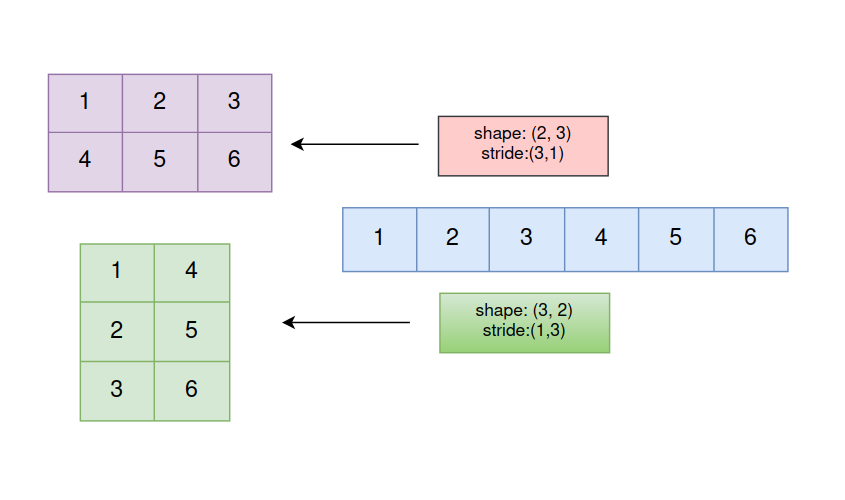 1 2 3
4 5 6
shape: (2, 3)
stride:(3,1)
1 2 3 4 5 6
1 4
2 5
3 6
shape: (3, 2)
stride:(1,3)